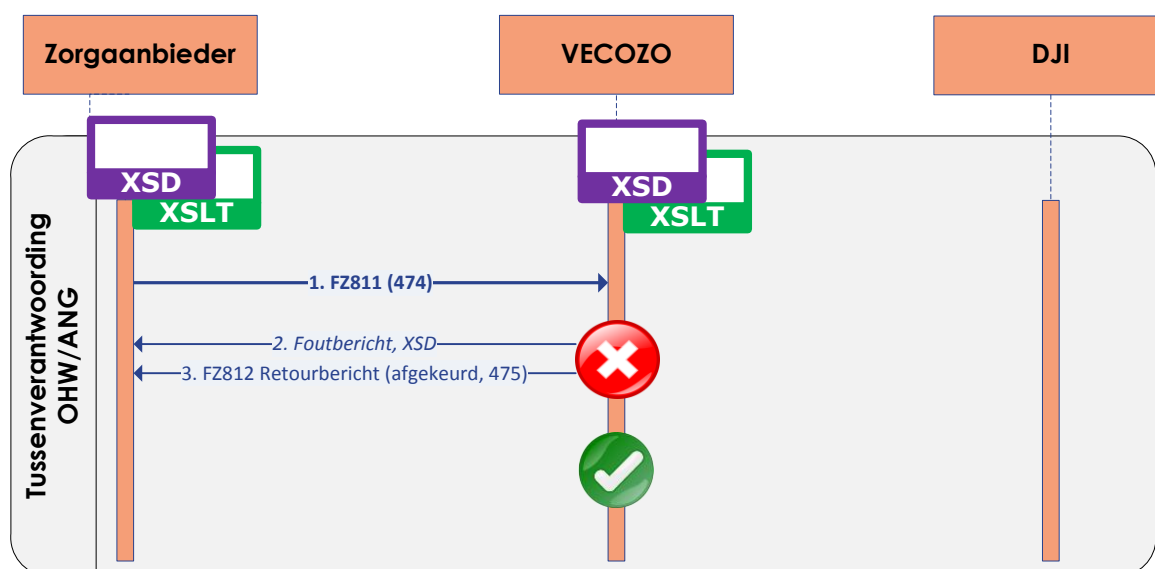 Zorgaanbieder
VECOZO
DJI
XSD
XSLT
XSD
XSLT
Tussenverantwoording
OHW/ANG
1. FZ811 (474)
2. Foutbericht, XSD
3. FZ812 Retourbericht (afgekeurd, 475)